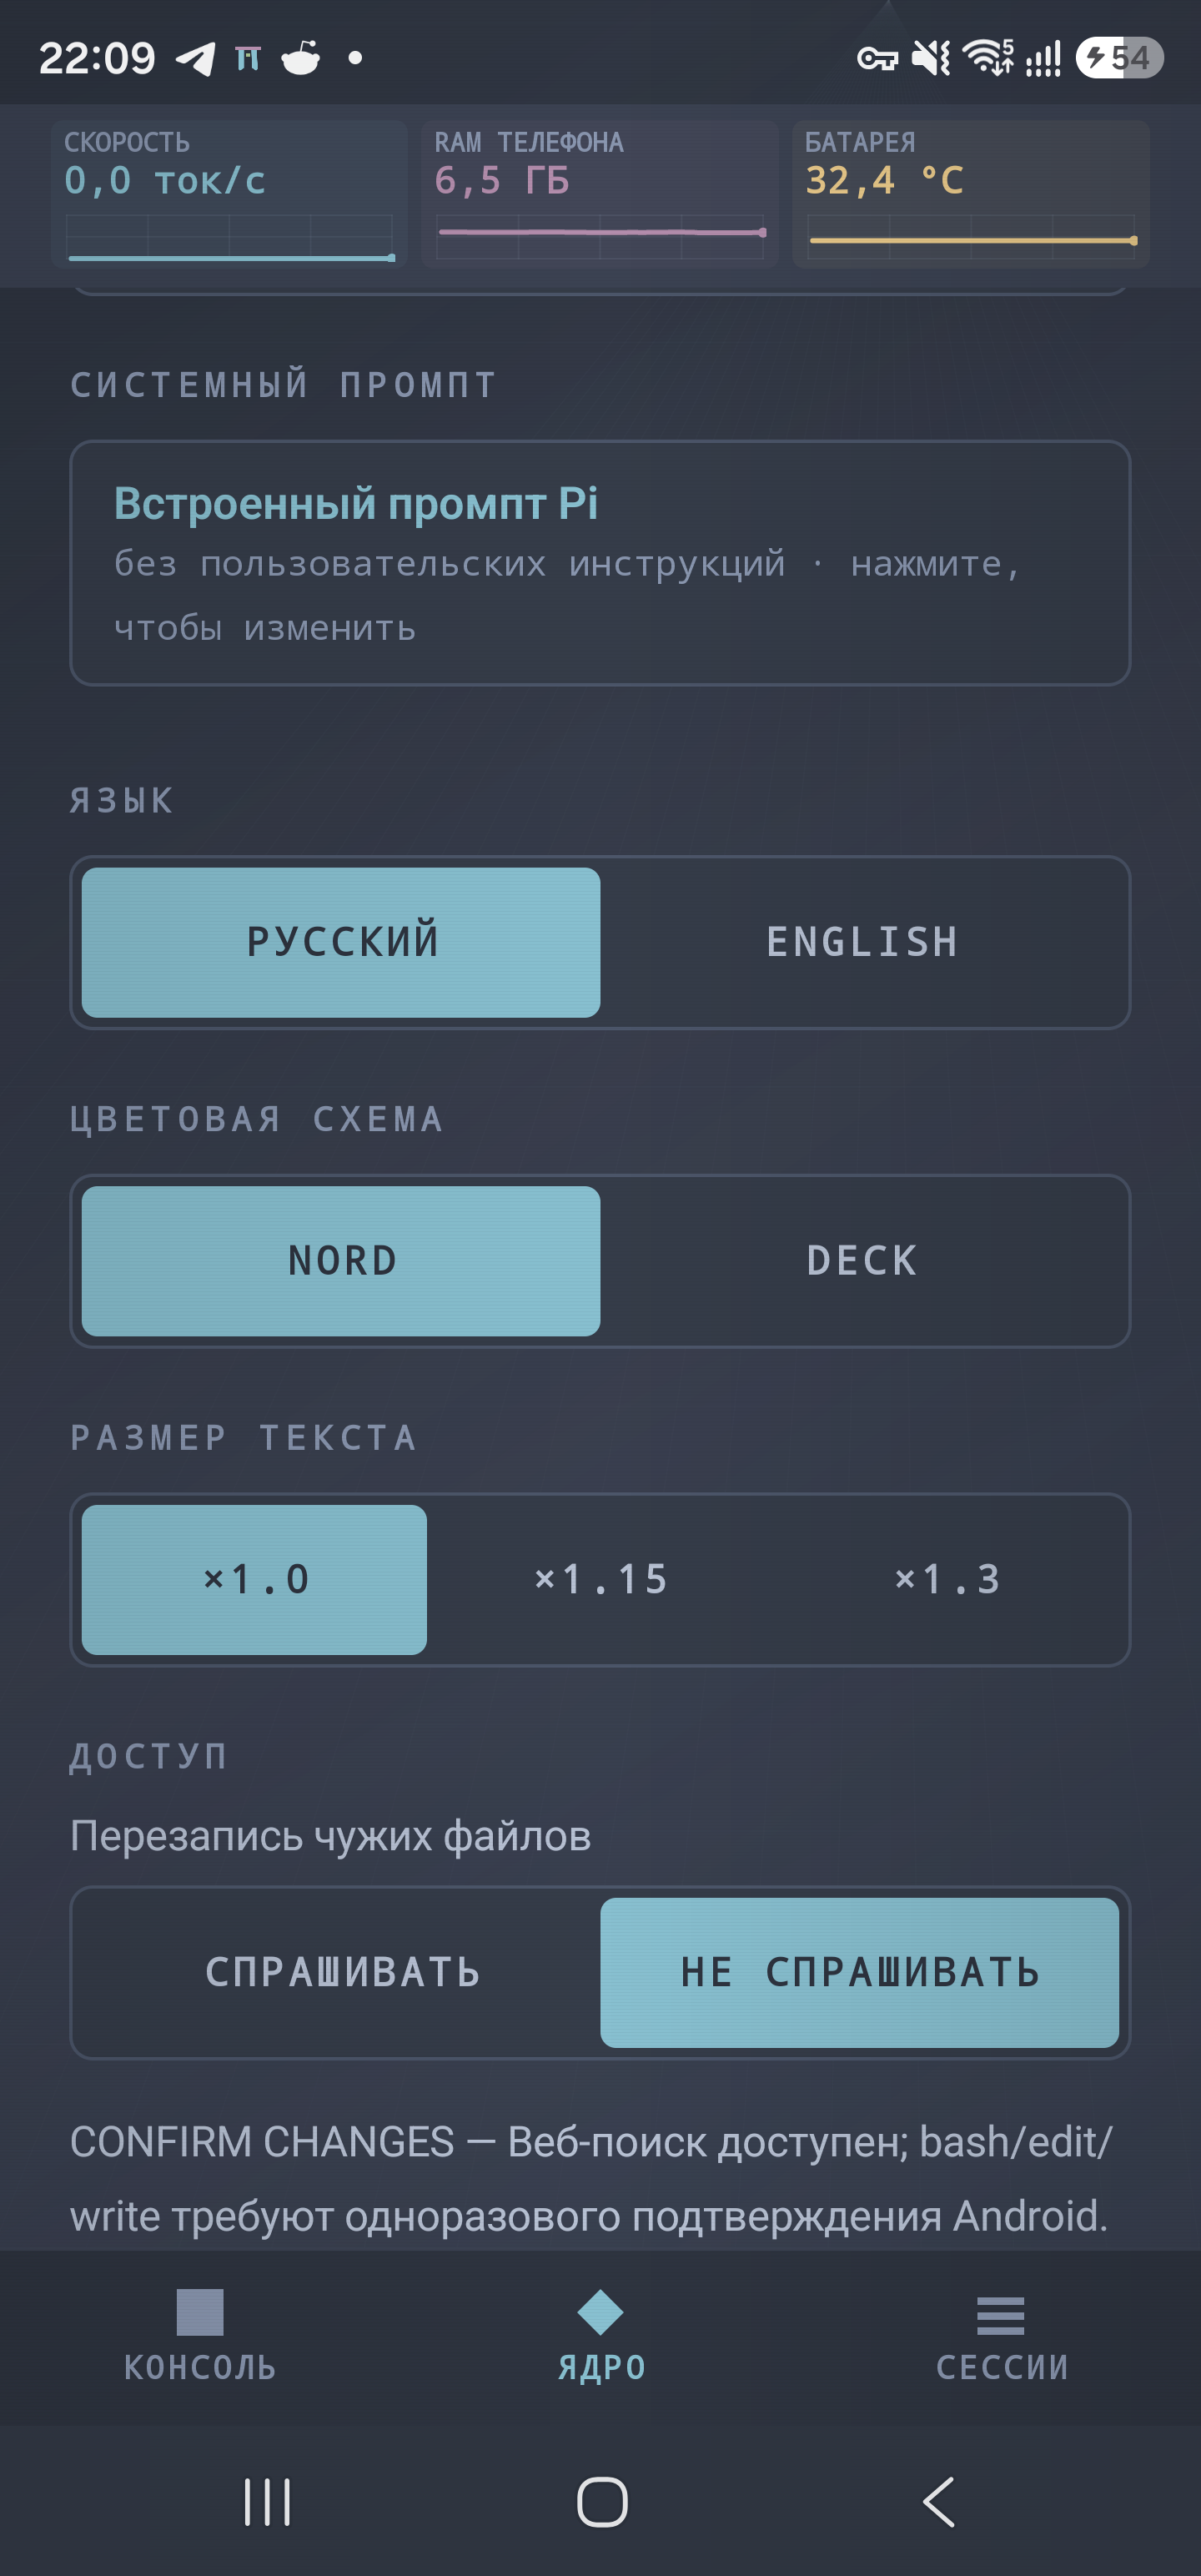 22:09
5
54
СКОРОСТЬ
0,0 ток/с
RAM ТЕЛЕФОНА
6,5 ГБ
БАТАРЕЯ
32,4 °C
СИСТЕМНЫЙ ПРОМПТ
Встроенный промпт Pi
без пользовательских инструкций · нажмите,
чтобы изменить
ЯЗЫК
РУССКИЙ
ENGLISH
ЦВЕТОВАЯ СХЕМА
NORD
DECK
РАЗМЕР ТЕКСТА
×1.0
×1.15
×1.3
ДОСТУП
Перезапись чужих файлов
СПРАШИВАТЬ
НЕ СПРАШИВАТЬ
CONFIRM CHANGES — Веб-поиск доступен; bash/edit/
write требуют одноразового подтверждения Android.
КОНСОЛЬ
ЯДРО
СЕССИИ